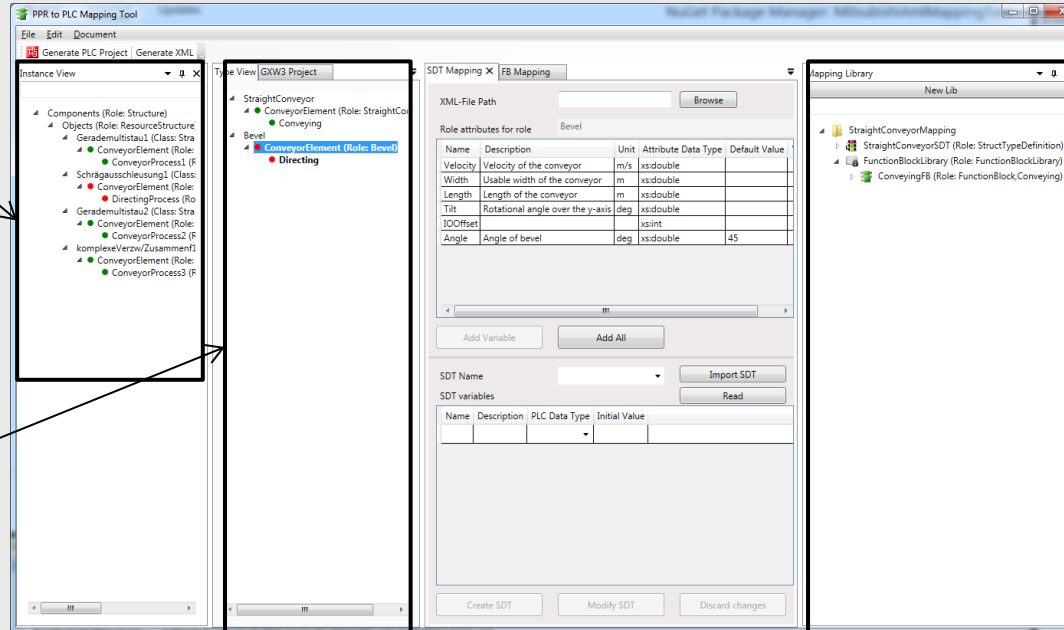 PPR to PLC Mapping Tool
File Edit Document
Generate PLC Project Generate XML
Instance View
Components (Role: Structure)
Objects (Role: ResourceStructure
Gerademultistau1 (Class: Stra
ConveyorElement (Role:
ConveyorProcess1 (R
Schrägausschleusung1 (Class:
ConveyorElement (Role:
DirectingProcess (Ro
Gerademultistau2 (Class: Stra
ConveyorElement (Role:
ConveyorProcess2 (R
komplexeVerzw/Zusammenf1
ConveyorElement (Role:
ConveyorProcess3 (R
Type View GXW3 Project
StraightConveyor
ConveyorElement (Role: StraightCon
Conveying
Bevel
ConveyorElement (Role: Bevel)
Directing
SDT Mapping X FB Mapping
XML-File Path Browse
Role attributes for role Bevel
Name Description Unit Attribute Data Type Default Value
Velocity Velocity of the conveyor m/s xs:double
Width Usable width of the conveyor m xs:double
Length Length of the conveyor m xs:double
Tilt Rotational angle over the y-axis deg xs:double
IOOffset xs:int
Angle Angle of bevel deg xs:double 45
Add Variable Add All
SDT Name Import SDT
SDT variables Read
Name Description PLC Data Type Initial Value
Create SDT Modify SDT Discard changes
Mapping Library
New Lib
StraightConveyorMapping
StraightConveyorSDT (Role: StructTypeDefinition)
FunctionBlockLibrary (Role: FunctionBlockLibrary)
ConveyingFB (Role: FunctionBlock,Conveying)